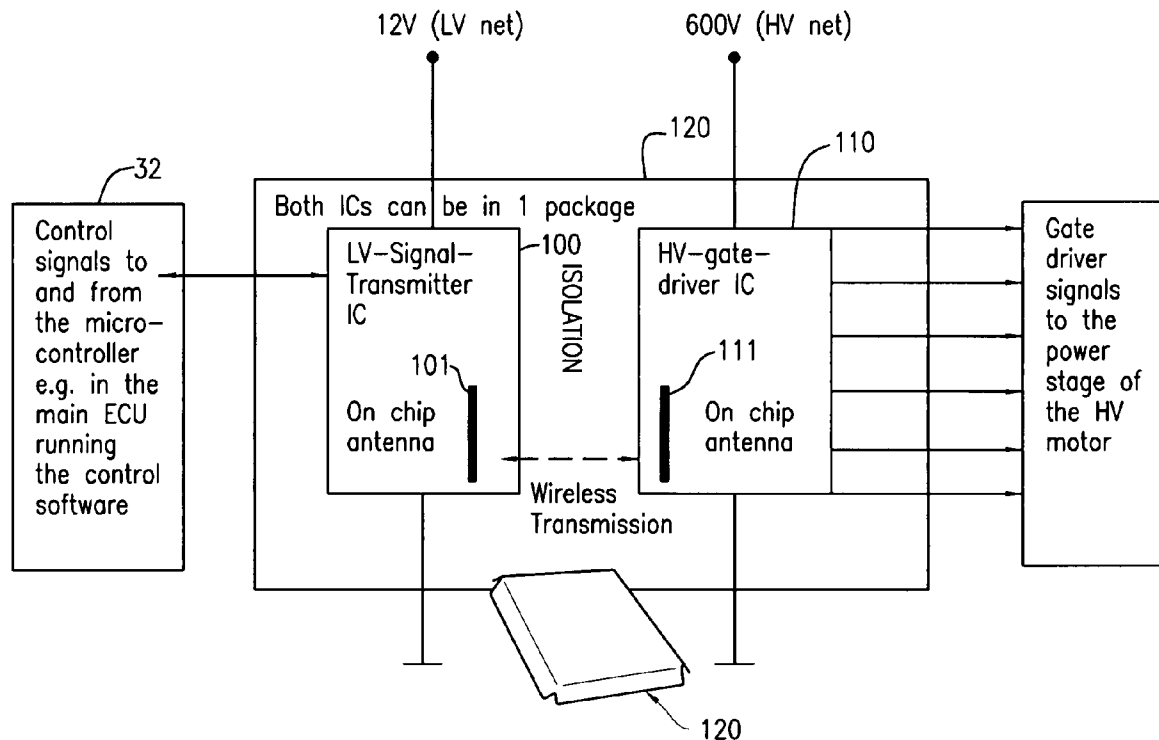 12V (LV net)
600V (HV net)
120
110
32
Both ICs can be in 1 package
Control
signals to
and from
the micro-
controller
e.g. in the
main ECU
running
the control
software
LV-Signal-
Transmitter
IC
100
ISOLATION
HV-gate-
driver IC
Gate
driver
signals
to the
power
stage of
the HV
motor
101
111
On chip
antenna
On chip
antenna
Wireless
Transmission
120